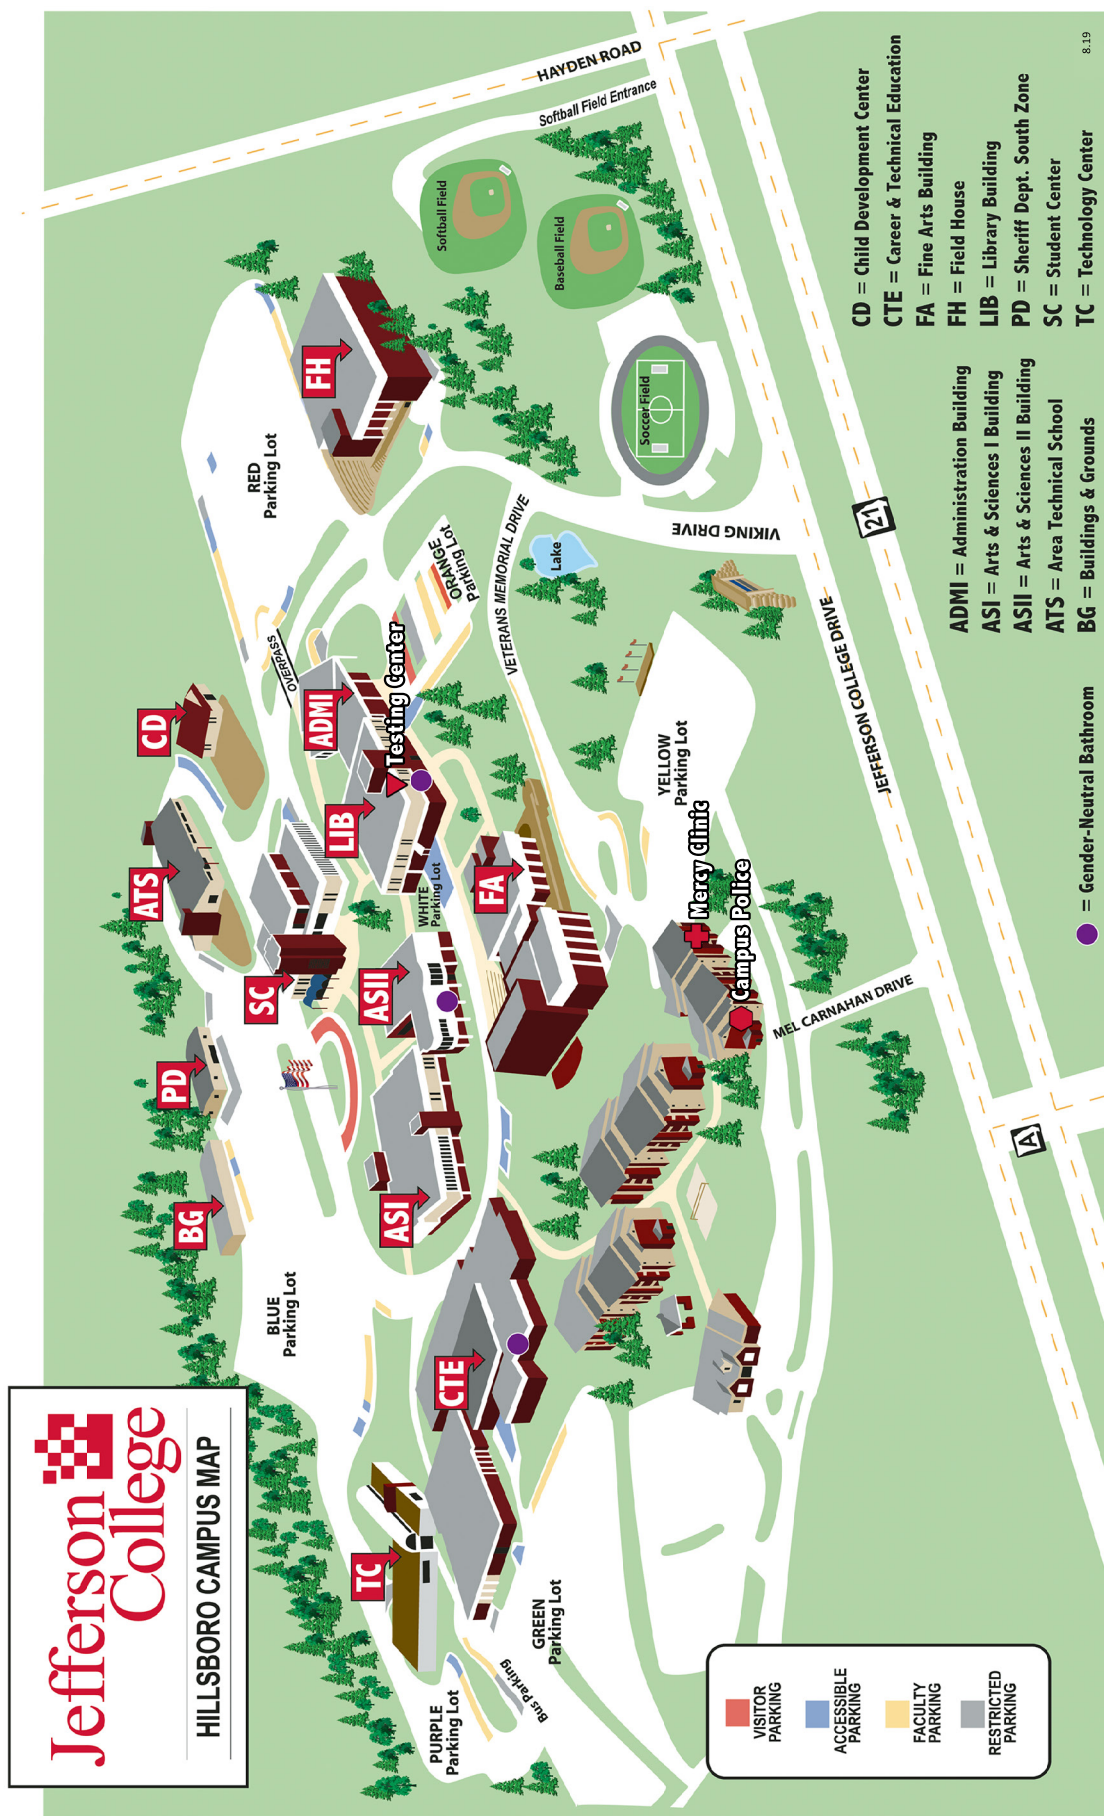 Jefferson
College
HILLSBORO CAMPUS MAP
HAYDEN ROAD
Softball Field Entrance
Softball Field
Baseball Field
Soccer Field
FH
RED
Parking Lot
ORANGE
Parking Lot
VETERANS MEMORIAL DRIVE
VIKING DRIVE
Lake
21
OVERPASS
CD
ADMI
Testing Center
LIB
ATS
WHITE
Parking Lot
FA
YELLOW
Parking Lot
JEFFERSON COLLEGE DRIVE
Mercy Clinic
Campus Police
MEL CARNAHAN DRIVE
A
SC
ASII
PD
BG
ASI
BLUE
Parking Lot
CTE
TC
GREEN
Parking Lot
Bus Parking
PURPLE
Parking Lot
VISITOR
PARKING
ACCESSIBLE
PARKING
FACULTY
PARKING
RESTRICTED
PARKING
= Gender-Neutral Bathroom
ADMI = Administration Building
ASI = Arts & Sciences I Building
ASII = Arts & Sciences II Building
ATS = Area Technical School
BG = Buildings & Grounds
CD = Child Development Center
CTE = Career & Technical Education
FA = Fine Arts Building
FH = Field House
LIB = Library Building
PD = Sheriff Dept. South Zone
SC = Student Center
TC = Technology Center
8.19